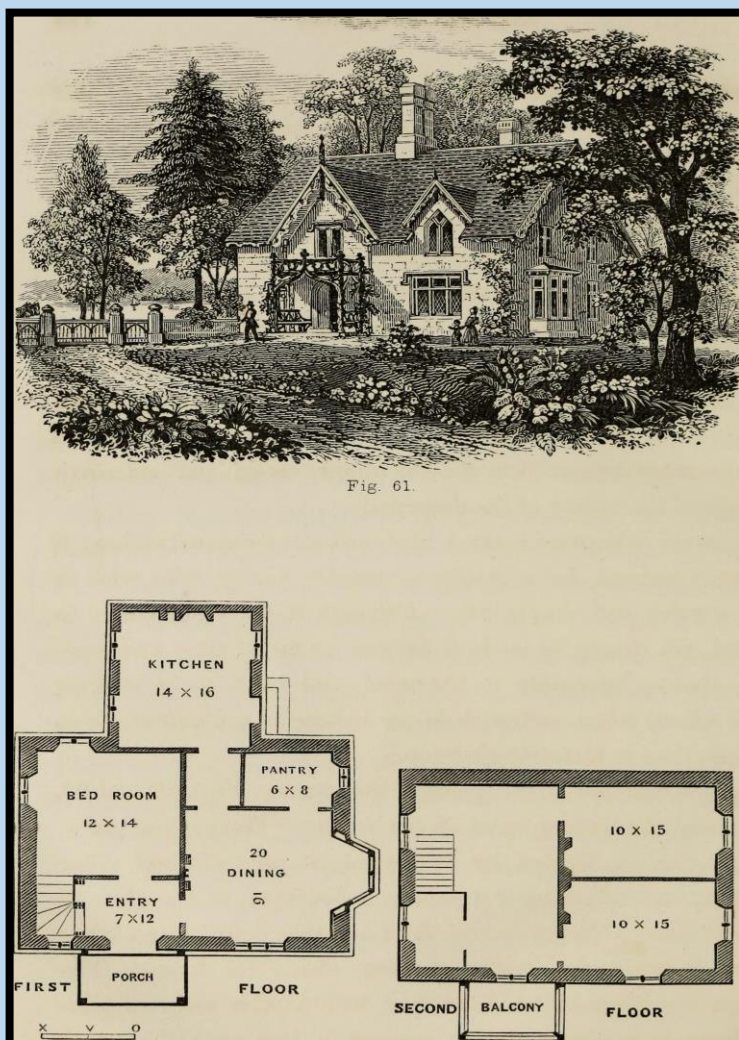 Fig. 61.
KITCHEN
14 × 16
BED ROOM
12 × 14
PANTRY
6 × 8
20
DINING
16
ENTRY
7 × 12
PORCH
FIRST FLOOR
X V O
10 × 15
10 × 15
SECOND BALCONY FLOOR